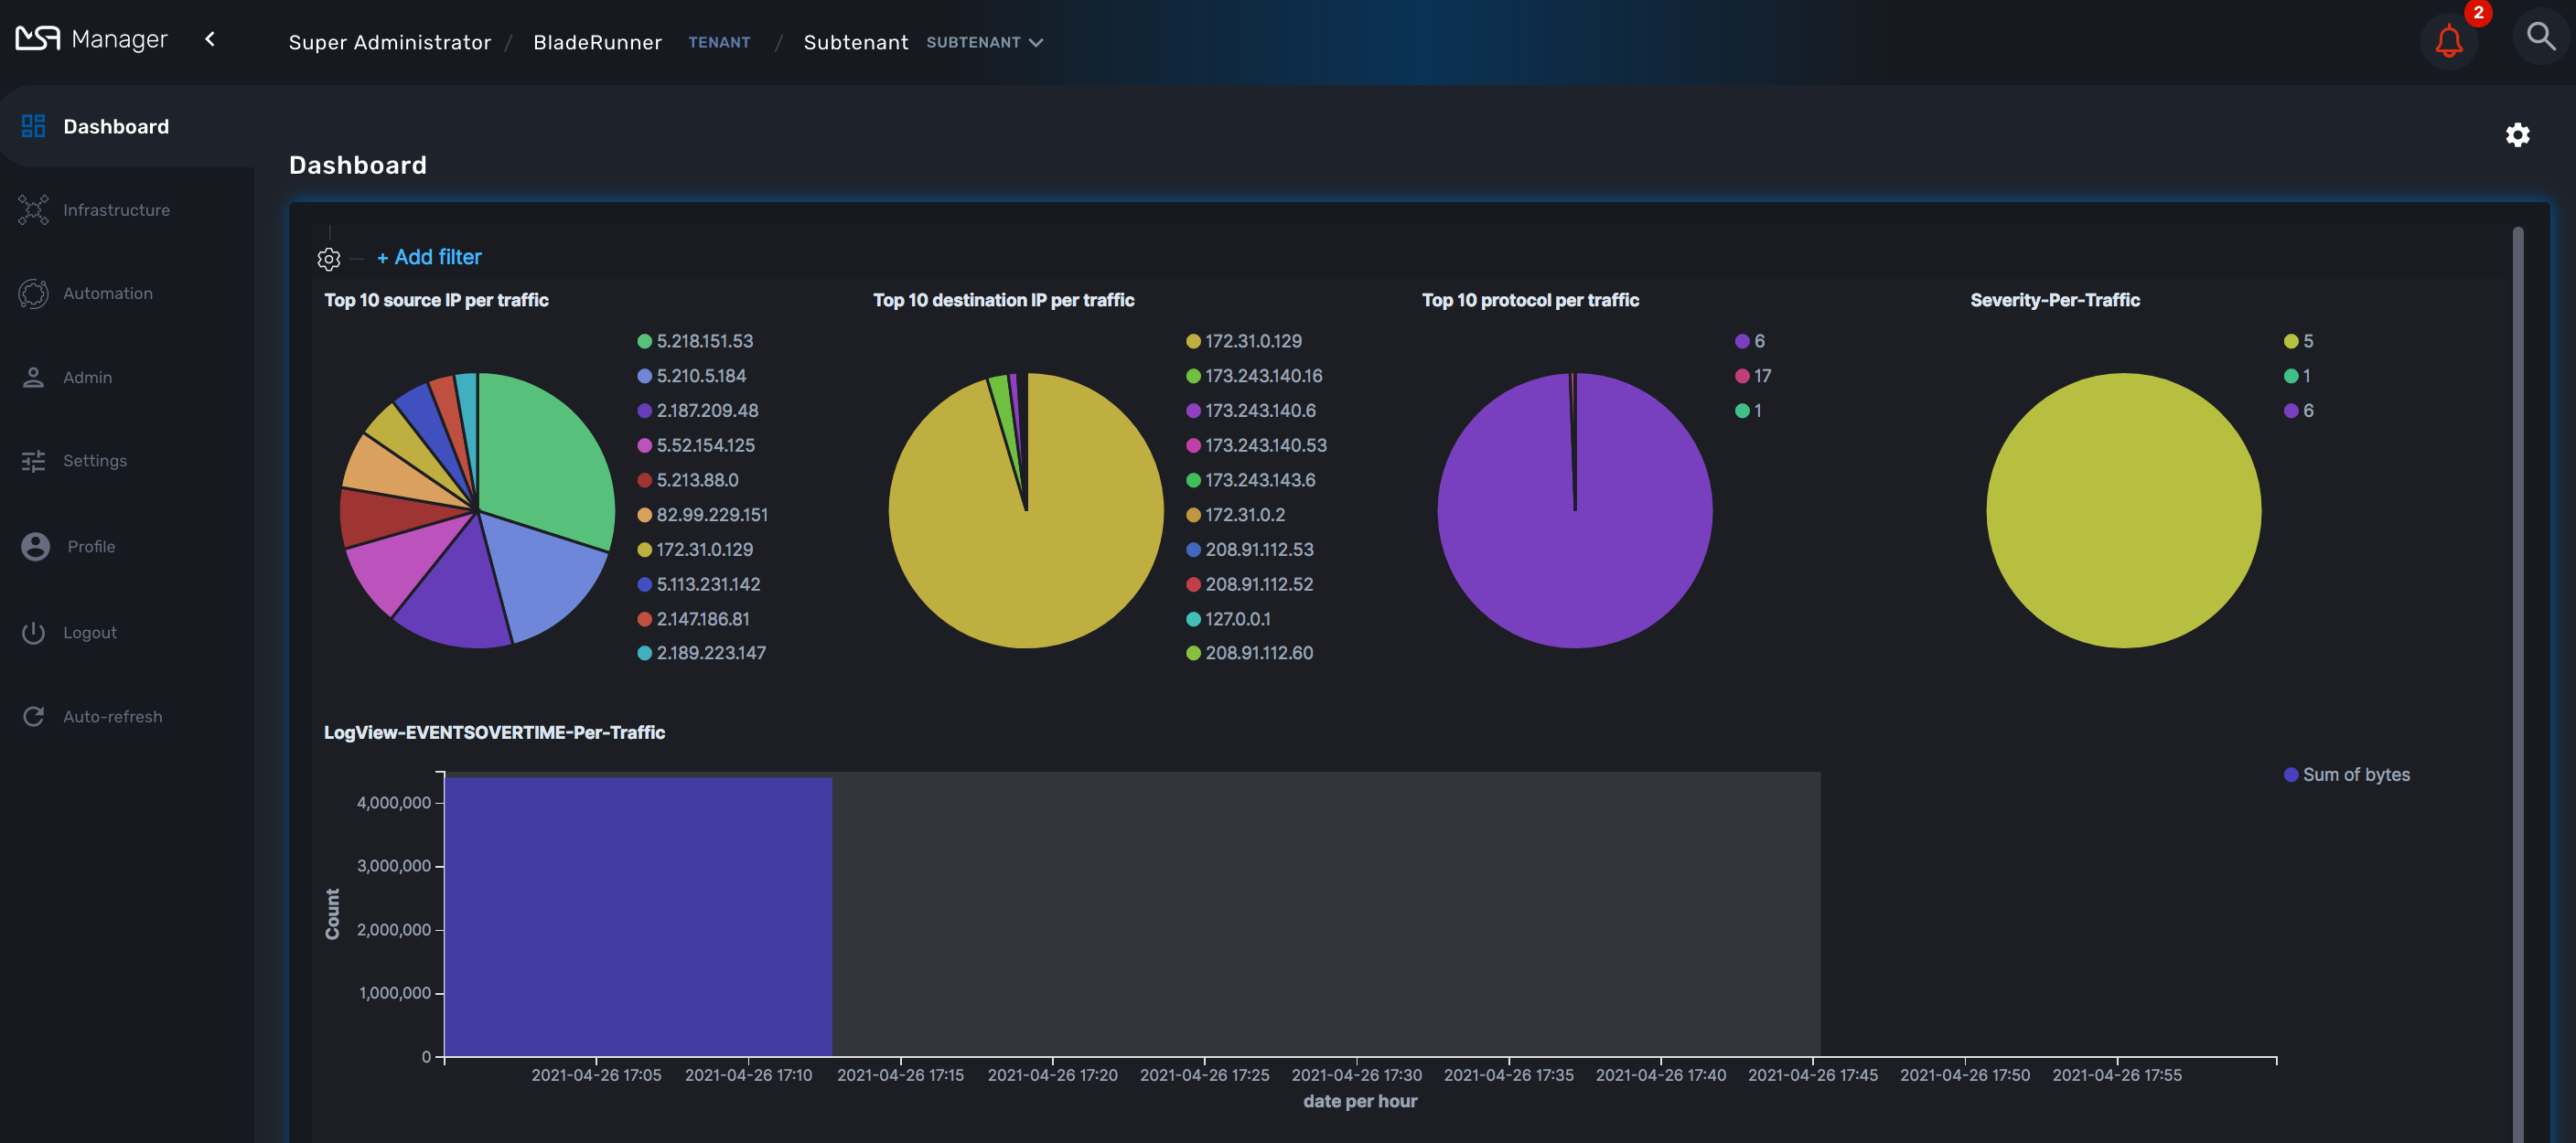 MSA Manager
Super Administrator / BladeRunner TENANT / Subtenant SUBTENANT
2
Dashboard
Infrastructure
Automation
Admin
Settings
Profile
Logout
Auto-refresh
Dashboard
+ Add filter
Top 10 source IP per traffic
5.218.151.53
5.210.5.184
2.187.209.48
5.52.154.125
5.213.88.0
82.99.229.151
172.31.0.129
5.113.231.142
2.147.186.81
2.189.223.147
Top 10 destination IP per traffic
172.31.0.129
173.243.140.16
173.243.140.6
173.243.140.53
173.243.143.6
172.31.0.2
208.91.112.53
208.91.112.52
127.0.0.1
208.91.112.60
Top 10 protocol per traffic
6
17
1
Severity-Per-Traffic
5
1
6
LogView-EVENTSOVERTIME-Per-Traffic
Sum of bytes
Count
4,000,000
3,000,000
2,000,000
1,000,000
0
2021-04-26 17:05 2021-04-26 17:10 2021-04-26 17:15 2021-04-26 17:20 2021-04-26 17:25 2021-04-26 17:30 2021-04-26 17:35 2021-04-26 17:40 2021-04-26 17:45 2021-04-26 17:50 2021-04-26 17:55
date per hour